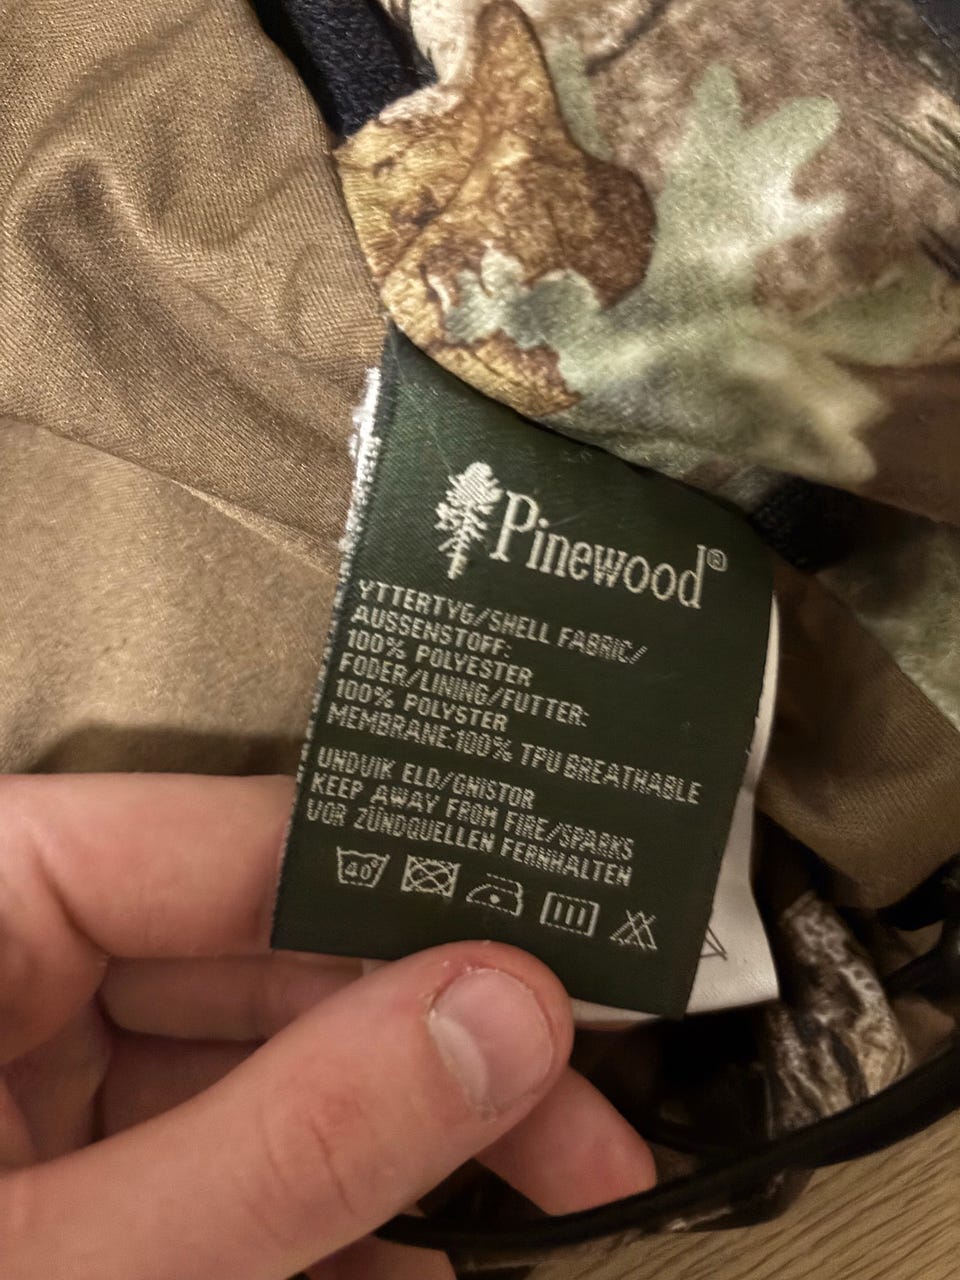 Pinewood®
YTTERTYG/SHELL FABRIC/
AUSSENSTOFF:
100% POLYESTER
FODER/LINING/FUTTER:
100% POLYSTER
MEMBRANE:100% TPU BREATHABLE
UNDVIK ELD/GNISTOR
KEEP AWAY FROM FIRE/SPARKS
VOR ZÜNDQUELLEN FERNHALTEN
40°